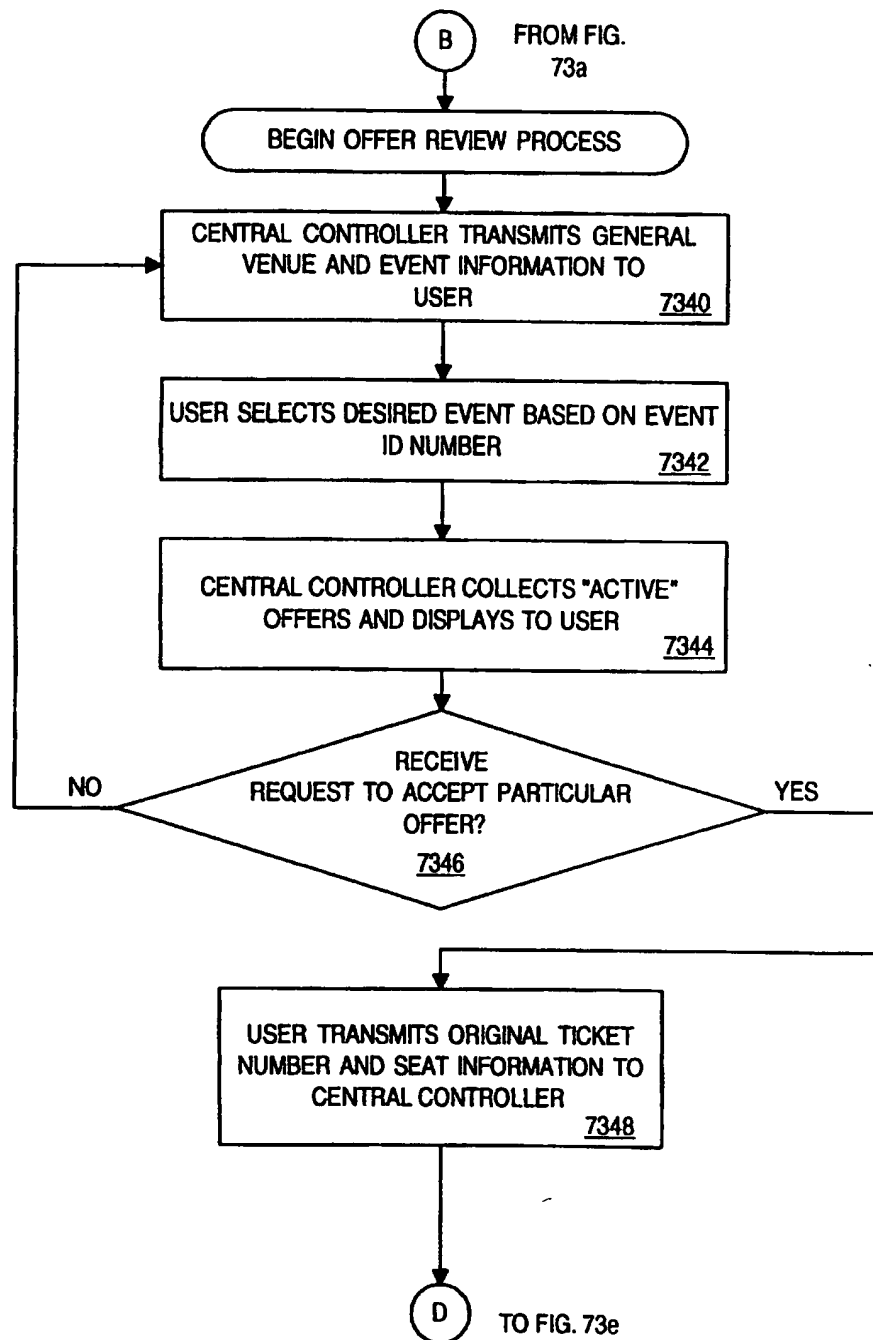 B
FROM FIG.
73a
BEGIN OFFER REVIEW PROCESS
CENTRAL CONTROLLER TRANSMITS GENERAL
VENUE AND EVENT INFORMATION TO
USER
7340
USER SELECTS DESIRED EVENT BASED ON EVENT
ID NUMBER
7342
CENTRAL CONTROLLER COLLECTS "ACTIVE"
OFFERS AND DISPLAYS TO USER
7344
RECEIVE
REQUEST TO ACCEPT PARTICULAR
OFFER?
7346
NO
YES
USER TRANSMITS ORIGINAL TICKET
NUMBER AND SEAT INFORMATION TO
CENTRAL CONTROLLER
7348
D
TO FIG. 73e